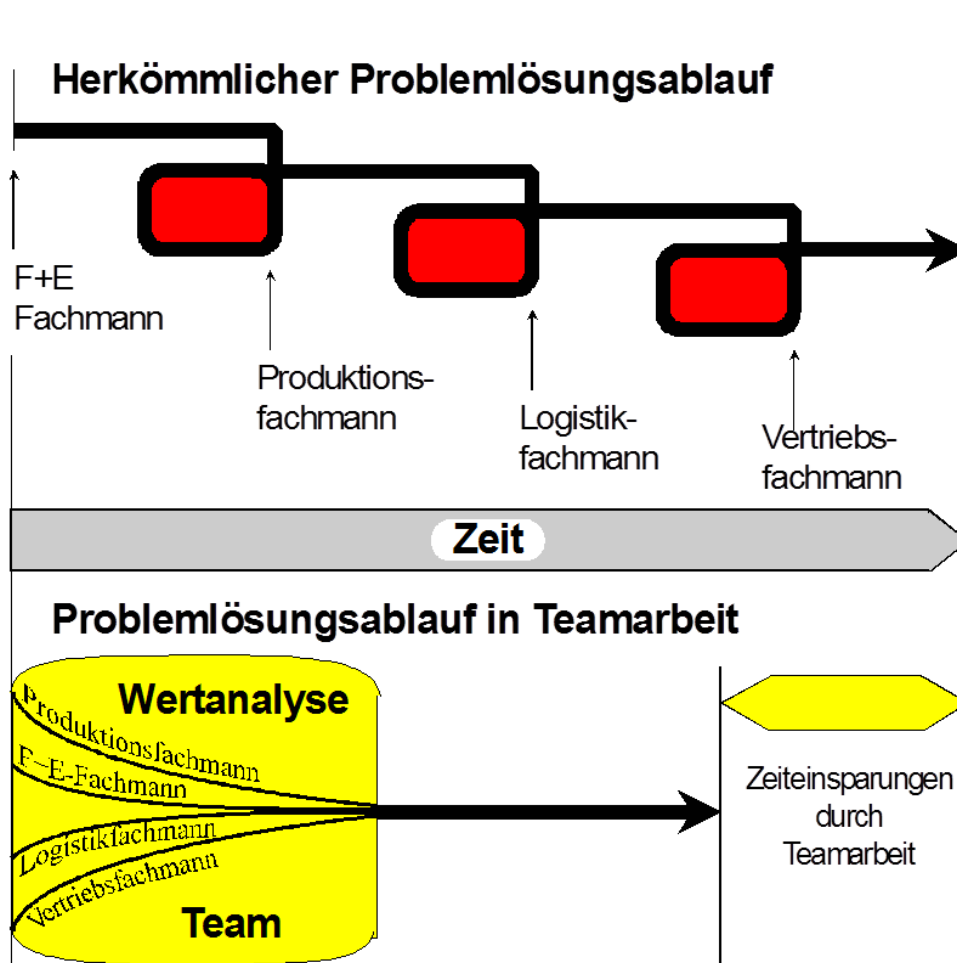 Herkömmlicher Problemlösungsablauf
F+E
Fachmann
Produktions-
fachmann
Logistik-
fachmann
Vertriebs-
fachmann
Zeit
Problemlösungsablauf in Teamarbeit
Wertanalyse
Produktionsfachmann
F–E-Fachmann
Logistikfachmann
Vertriebsfachmann
Team
Zeiteinsparungen
durch
Teamarbeit